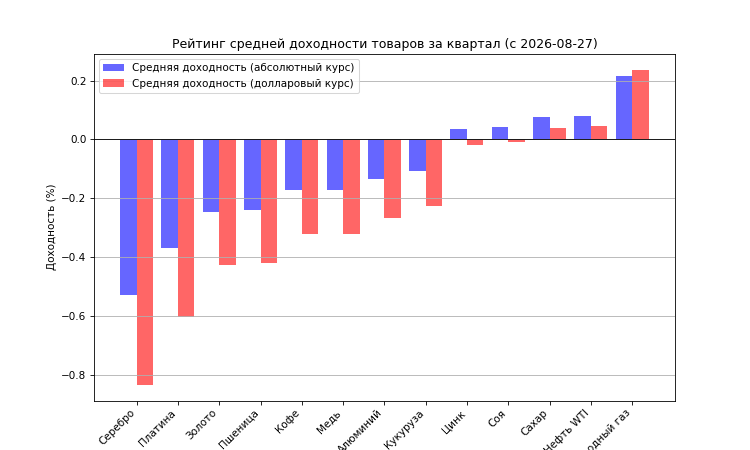 Рейтинг средней доходности товаров за квартал (с 2026-08-27)
Средняя доходность (абсолютный курс)
Средняя доходность (долларовый курс)
Доходность (%)
0.2
0.0
−0.2
−0.4
−0.6
−0.8
Серебро
Платина
Золото
Пшеница
Кофе
Медь
Алюминий
Кукуруза
Цинк
Соя
Сахар
Нефть WTI
газ